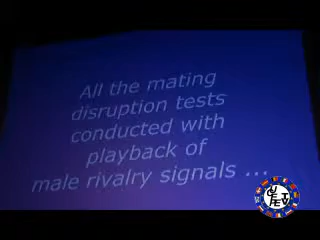 All the mating
disruption tests
conducted with
playback of
male rivalry signals ...